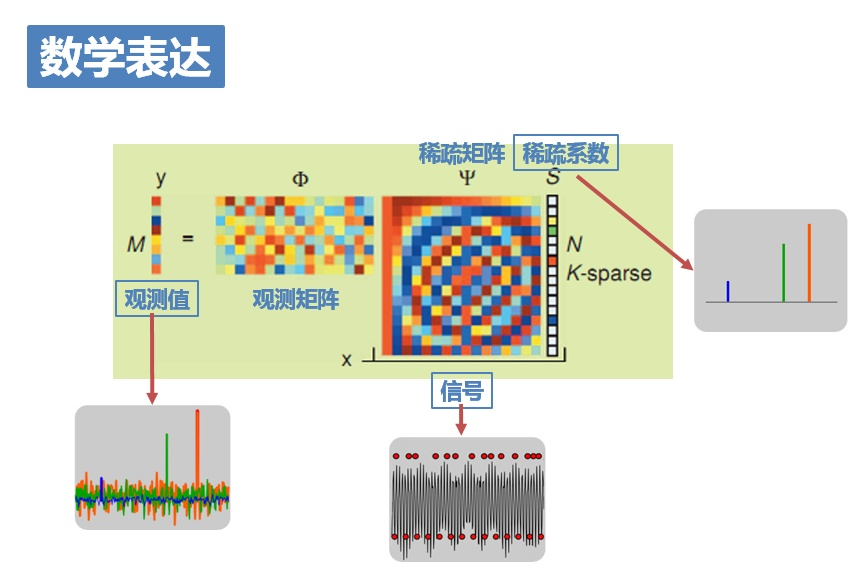 数学表达
稀疏矩阵 稀疏系数
y Φ Ψ S
M = N
K-sparse
观测值 观测矩阵
x
信号